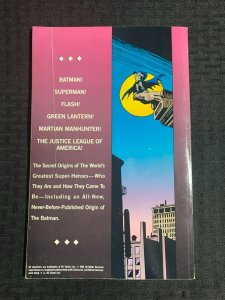 BATMAN!
SUPERMAN!
FLASH!
GREEN LANTERN!
MARTIAN MANHUNTER!
THE JUSTICE LEAGUE OF
AMERICA!
The Secret Origins of The World's
Greatest Super-Heroes—Who
They Are and How They Came To
Be—Including an All-New,
Never-Before-Published Origin of
The Batman.